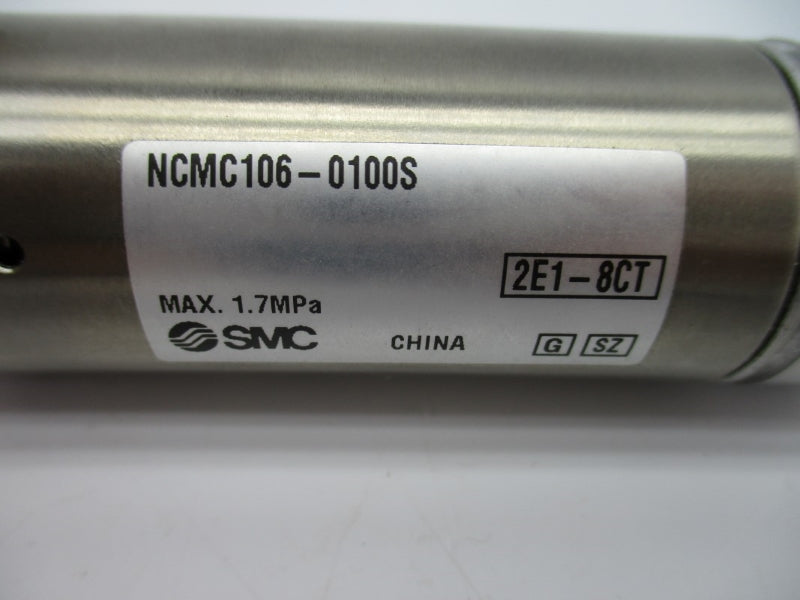 NCMC106-0100S
2E1-8CT
MAX. 1.7MPa
SMC CHINA G SZ